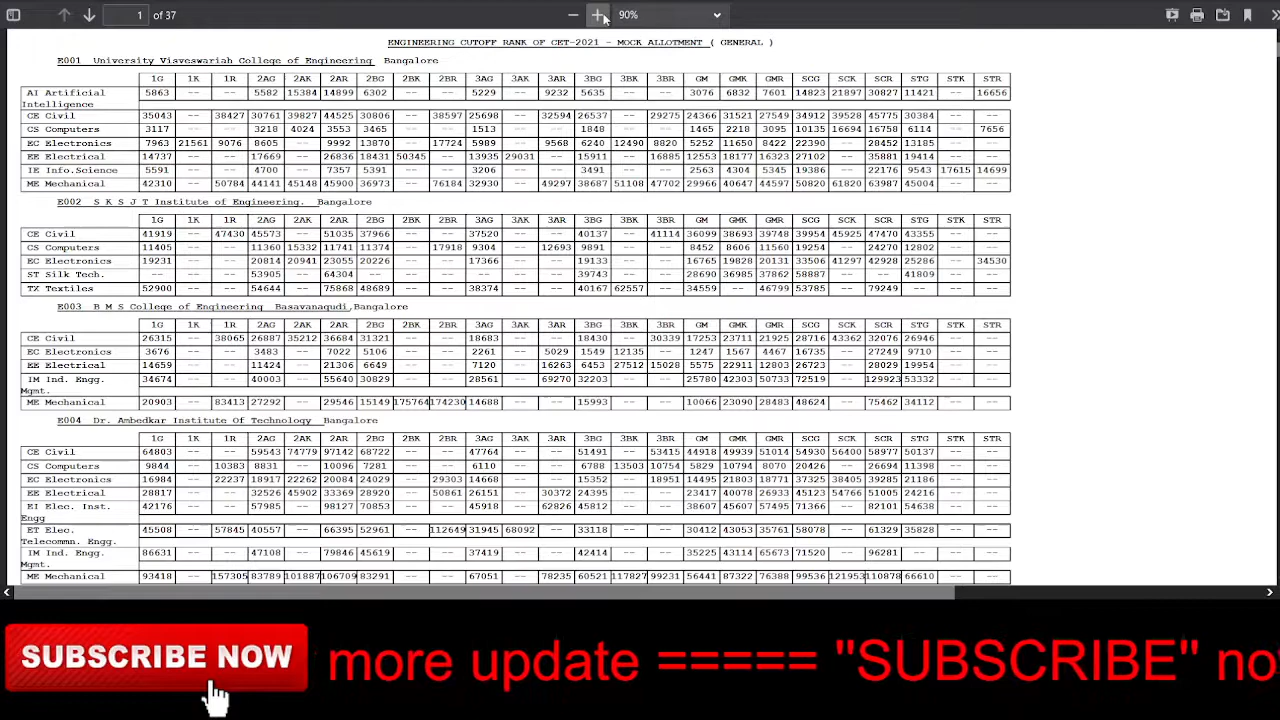 1 of 37 90%
ENGINEERING CUTOFF RANK OF CET-2021 - MOCK ALLOTMENT ( GENERAL )
E001 University Visveswariah College of Engineering Bangalore
1G 1K 1R 2AG 2AK 2AR 2BG 2BK 2BR 3AG 3AK 3AR 3BG 3BK 3BR GM GMK GMR SCG SCK SCR STG STK STR
AI Artificial 5863 -- -- 5582 15384 14899 6302 -- -- 5229 -- 9232 5635 -- -- 3076 6832 7601 14823 21897 30827 11421 -- 16656
Intelligence
CE Civil 35043 -- 38427 30761 39827 44525 30806 -- 38597 25698 -- 32594 26537 -- 29275 24366 31521 27549 34912 39528 45775 30384 -- --
CS Computers 3117 -- -- 3218 4024 3553 3465 -- -- 1513 -- -- 1848 -- -- 1465 2218 3095 10135 16694 16758 6114 -- 7656
EC Electronics 7963 21561 9076 8605 -- 9992 13870 -- 17724 5989 -- 9568 6240 12490 8820 5252 11650 8422 22390 -- 28452 13185 -- --
EE Electrical 14737 -- -- 17669 -- 26836 18431 50345 -- 13935 29031 -- 15911 -- 16885 12553 18177 16323 27102 -- 35881 19414 -- --
IE Info.Science 5591 -- -- 4700 -- 7357 5391 -- -- 3206 -- -- 3491 -- -- 2563 4304 5345 19386 -- 22176 9543 17615 14699
ME Mechanical 42310 -- 50784 44141 45148 45900 36973 -- 76184 32930 -- 49297 38687 51108 47702 29966 40647 44597 50820 61820 63987 45004 -- --
E002 S K S J T Institute of Engineering. Bangalore
1G 1K 1R 2AG 2AK 2AR 2BG 2BK 2BR 3AG 3AK 3AR 3BG 3BK 3BR GM GMK GMR SCG SCK SCR STG STK STR
CE Civil 41919 -- 47430 45573 -- 51035 37966 -- -- 37520 -- -- 40137 -- 41114 36099 38693 39748 39954 45925 47470 43355 -- --
CS Computers 11405 -- -- 11360 15332 11741 11374 -- 17918 9304 -- 12693 9891 -- -- 8452 8606 11560 19254 -- 24270 12802 -- --
EC Electronics 19231 -- -- 20814 20941 23055 20226 -- -- 17366 -- -- 19133 -- -- 16765 19828 20131 33506 41297 42928 25286 -- 34530
ST Silk Tech. -- -- -- 53905 -- 64304 -- -- -- -- -- -- 39743 -- -- 28690 36985 37862 58887 -- -- 41809 -- --
TX Textiles 52900 -- -- 54644 -- 75868 48689 -- -- 38374 -- -- 40167 62557 -- 34559 -- 46799 53785 -- 79249 -- -- --
E003 B M S College of Engineering Basavanagudi,Bangalore
1G 1K 1R 2AG 2AK 2AR 2BG 2BK 2BR 3AG 3AK 3AR 3BG 3BK 3BR GM GMK GMR SCG SCK SCR STG STK STR
CE Civil 26315 -- 38065 26887 35212 36684 31321 -- -- 18683 -- -- 18430 -- 30339 17253 23711 21925 28716 43362 32076 26946 -- --
EC Electronics 3676 -- -- 3483 -- 7022 5106 -- -- 2261 -- 5029 1549 12135 -- 1247 1567 4467 16735 -- 27249 9710 -- --
EE Electrical 14659 -- -- 11424 -- 21306 6649 -- -- 7120 -- 16263 6453 27512 15028 5575 22911 12803 26723 -- 28029 19954 -- --
IM Ind. Engg. 34674 -- -- 40003 -- 55640 30829 -- -- 28561 -- 69270 32203 -- -- 25780 42303 50733 72519 -- 129923 53332 -- --
Mgmt.
ME Mechanical 20903 -- 83413 27292 -- 29546 15149 175764 174230 14688 -- -- 15993 -- -- 10066 23090 28483 48624 -- 75462 34112 -- --
E004 Dr. Ambedkar Institute Of Technology Bangalore
1G 1K 1R 2AG 2AK 2AR 2BG 2BK 2BR 3AG 3AK 3AR 3BG 3BK 3BR GM GMK GMR SCG SCK SCR STG STK STR
CE Civil 64803 -- -- 59543 74779 97142 68722 -- -- 47764 -- -- 51491 -- 53415 44918 49939 51014 54930 56400 58977 50137 -- --
CS Computers 9844 -- 10383 8831 -- 10096 7281 -- -- 6110 -- -- 6788 13503 10754 5829 10794 8070 20426 -- 26694 11398 -- --
EC Electronics 16984 -- 22237 18917 22262 20084 24029 -- 29303 14668 -- -- 15352 -- 18951 14495 21803 18771 37325 38405 39285 21186 -- --
EE Electrical 28817 -- -- 32526 45902 33369 28920 -- 50861 26151 -- 30372 24395 -- -- 23417 40078 26933 45123 54766 51005 24216 -- --
EI Elec. Inst. 42176 -- -- 57985 -- 98127 70853 -- -- 45918 -- 62826 45812 -- -- 38607 45607 57495 71366 -- 82101 54638 -- --
Engg
ET Elec. 45508 -- 57845 40557 -- 66395 52961 -- 112649 31945 68092 -- 33118 -- -- 30412 43053 35761 58078 -- 61329 35828 -- --
Telecommn. Engg.
IM Ind. Engg. 86631 -- -- 47108 -- 79846 45619 -- -- 37419 -- -- 42414 -- -- 35225 43114 65673 71520 -- 96281 -- -- --
Mgmt.
ME Mechanical 93418 -- 157305 83789 101887 106709 83291 -- -- 67051 -- 78235 60521 117827 99231 56441 87322 76388 99536 121953 110878 66610 -- --
SUBSCRIBE NOW more update ===== "SUBSCRIBE" no